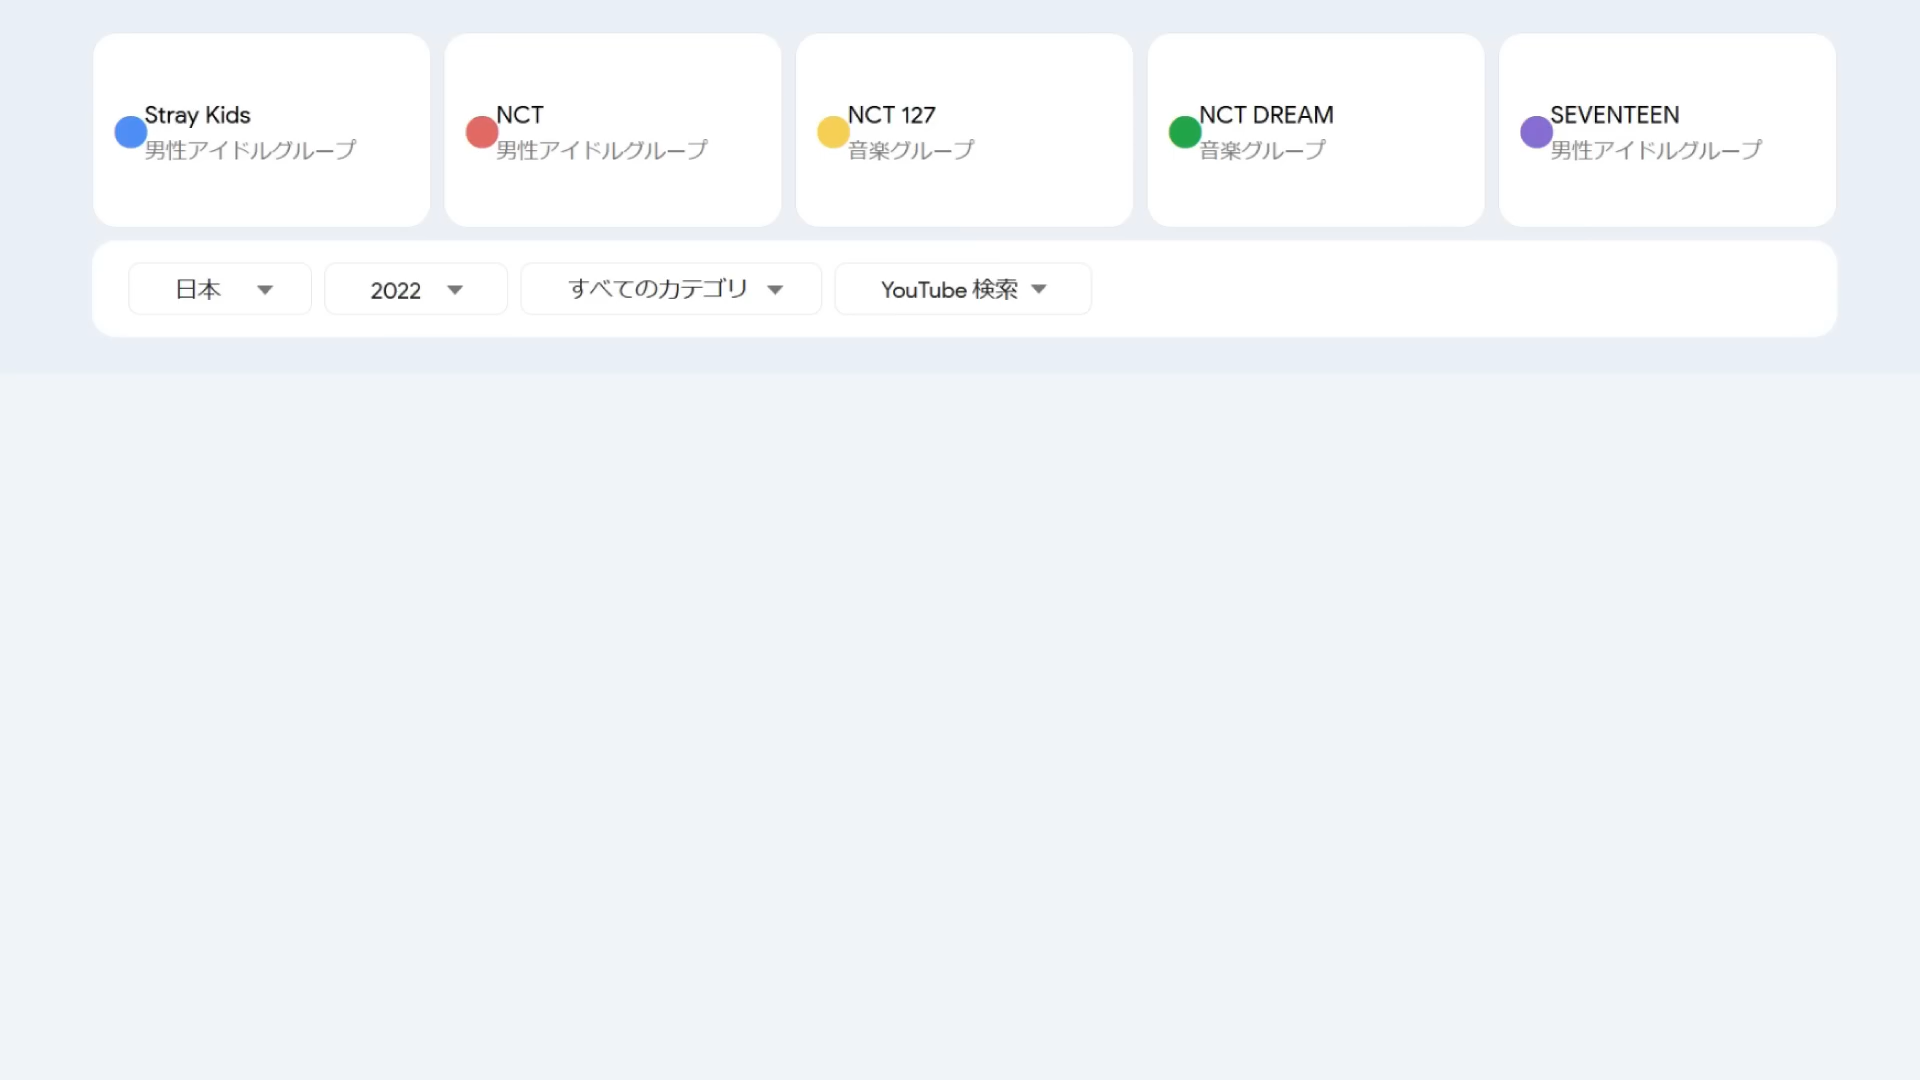 Stray Kids
男性アイドルグループ
NCT
男性アイドルグループ
NCT 127
音楽グループ
NCT DREAM
音楽グループ
SEVENTEEN
男性アイドルグループ
日本
2022
すべてのカテゴリ
YouTube 検索